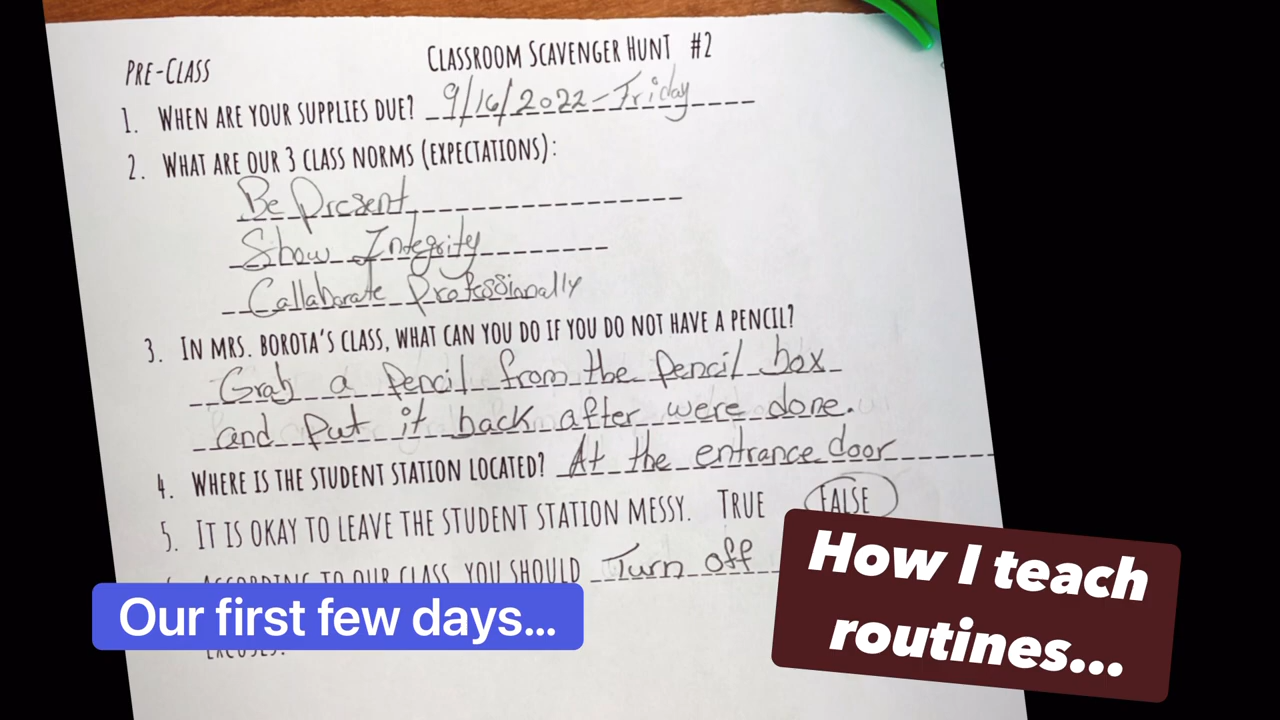 PRE-CLASS
CLASSROOM SCAVENGER HUNT #2
1. WHEN ARE YOUR SUPPLIES DUE? 9/16/2022-Friday
2. WHAT ARE OUR 3 CLASS NORMS (EXPECTATIONS):
Be Present
Show Integrity
Collaborate Professionally
3. IN MRS. BOROTA'S CLASS, WHAT CAN YOU DO IF YOU DO NOT HAVE A PENCIL?
Grab a pencil from the pencil box
and put it back after were done.
4. WHERE IS THE STUDENT STATION LOCATED? At the entrance door
5. IT IS OKAY TO LEAVE THE STUDENT STATION MESSY. TRUE FALSE
ACCORDING TO OUR CLASS, YOU SHOULD Turn off
EXCUSES.
Our first few days...
How I teach
routines...